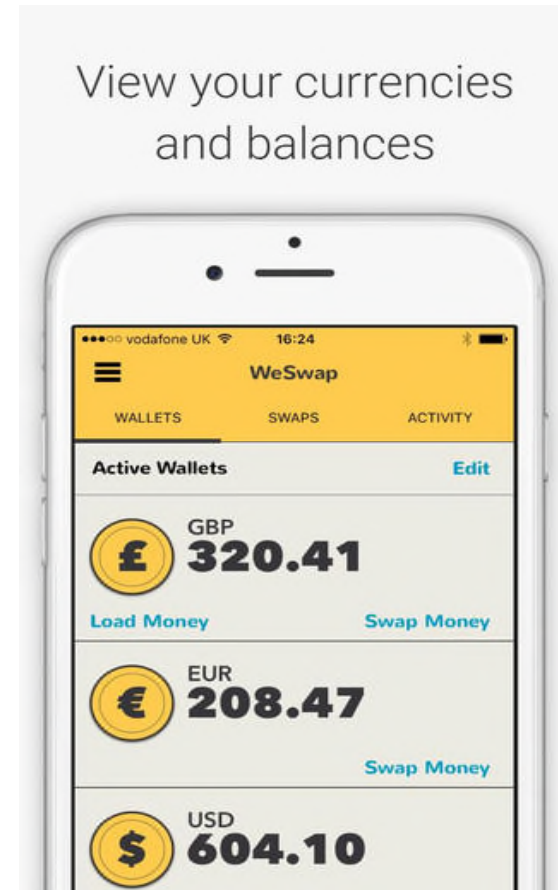 View your currencies
and balances
vodafone UK 16:24
WeSwap
WALLETS SWAPS ACTIVITY
Active Wallets Edit
£ GBP
320.41
Load Money Swap Money
€ EUR
208.47
Swap Money
$ USD
604.10